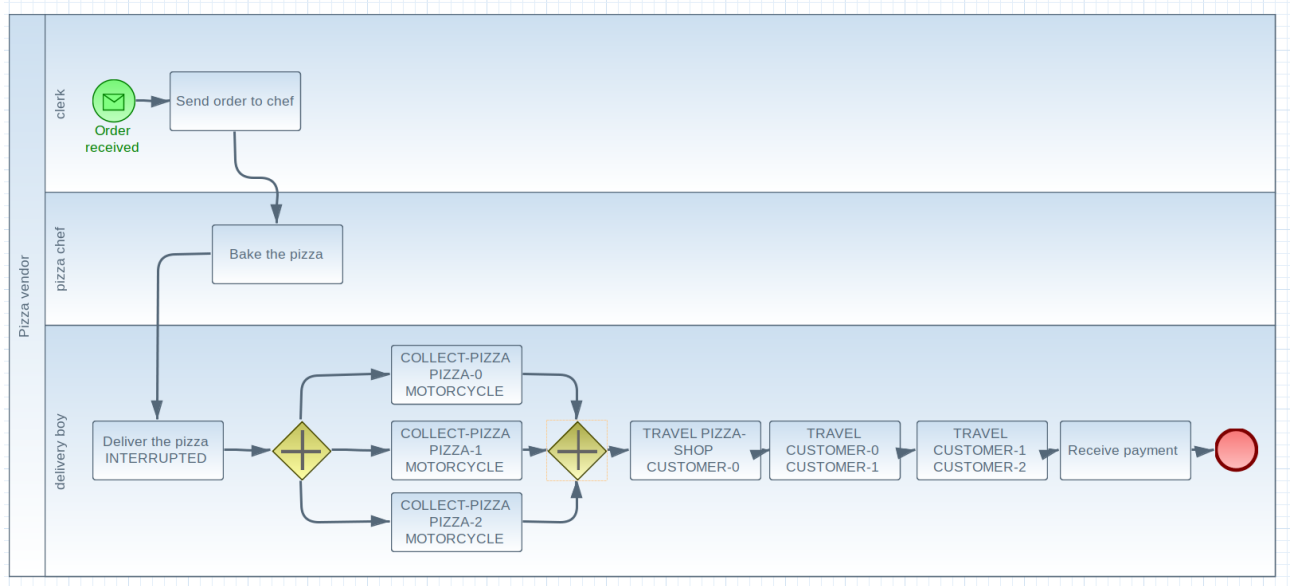 Pizza vendor
clerk
Order
received
Send order to chef
pizza chef
Bake the pizza
delivery boy
Deliver the pizza
INTERRUPTED
COLLECT-PIZZA
PIZZA-0
MOTORCYCLE
COLLECT-PIZZA
PIZZA-1
MOTORCYCLE
COLLECT-PIZZA
PIZZA-2
MOTORCYCLE
TRAVEL PIZZA-
SHOP
CUSTOMER-0
TRAVEL
CUSTOMER-0
CUSTOMER-1
TRAVEL
CUSTOMER-1
CUSTOMER-2
Receive payment